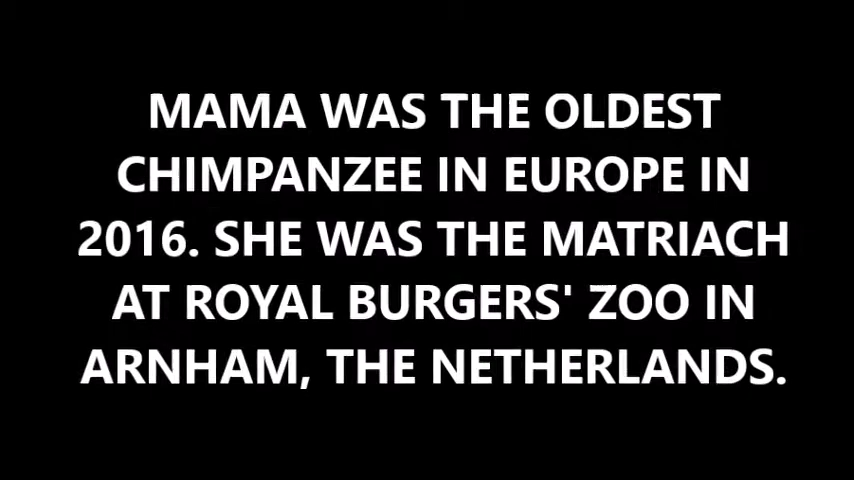 MAMA WAS THE OLDEST
CHIMPANZEE IN EUROPE IN
2016. SHE WAS THE MATRIACH
AT ROYAL BURGERS' ZOO IN
ARNHAM, THE NETHERLANDS.